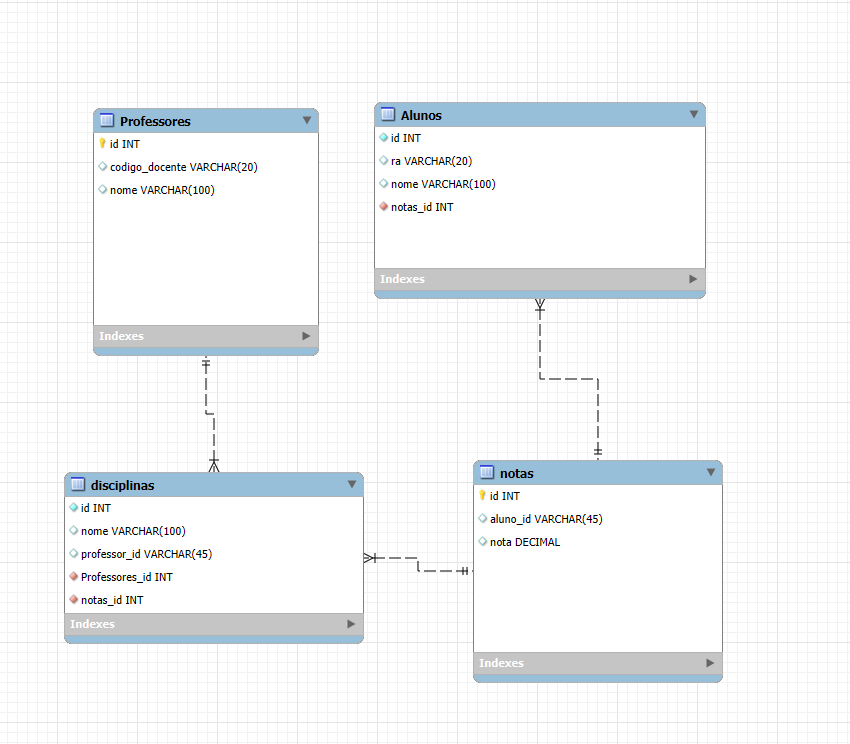 Professores
id INT
codigo_docente VARCHAR(20)
nome VARCHAR(100)
Indexes
Alunos
id INT
ra VARCHAR(20)
nome VARCHAR(100)
notas_id INT
Indexes
disciplinas
id INT
nome VARCHAR(100)
professor_id VARCHAR(45)
Professores_id INT
notas_id INT
Indexes
notas
id INT
aluno_id VARCHAR(45)
nota DECIMAL
Indexes